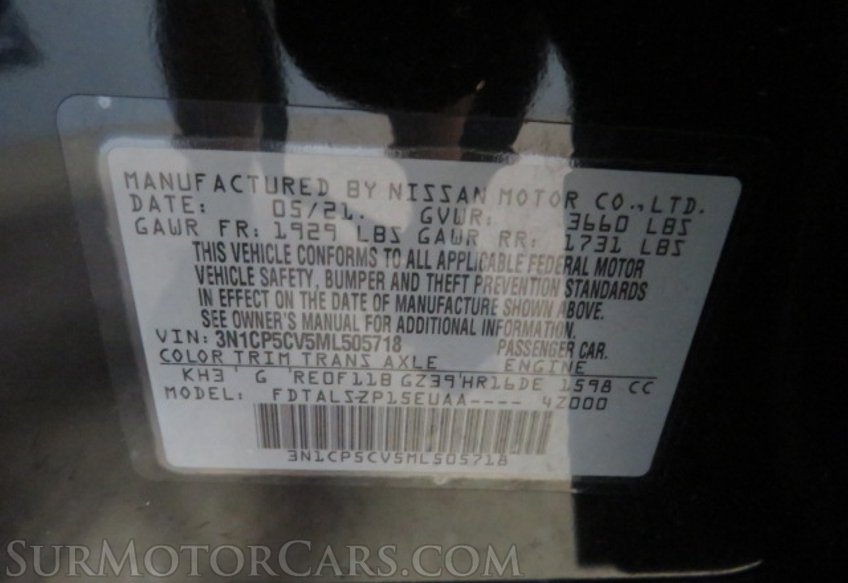 MANUFACTURED BY NISSAN MOTOR CO.,LTD.
DATE: 05/21. GVWR: 3660 LBS
GAWR FR: 1929 LBS GAWR RR: 1731 LBS
THIS VEHICLE CONFORMS TO ALL APPLICABLE FEDERAL MOTOR
VEHICLE SAFETY, BUMPER AND THEFT PREVENTION STANDARDS
IN EFFECT ON THE DATE OF MANUFACTURE SHOWN ABOVE.
SEE OWNER'S MANUAL FOR ADDITIONAL INFORMATION.
VIN: 3N1CP5CV5ML505718 PASSENGER CAR.
COLOR TRIM TRANS AXLE ENGINE
KH3' G 'RE0F11B GZ39'HR16DE 1598 CC
MODEL: FDTALSZP15EUAA---- 4Z000
3N1CP5CV5ML505718
SurMotorCars.com